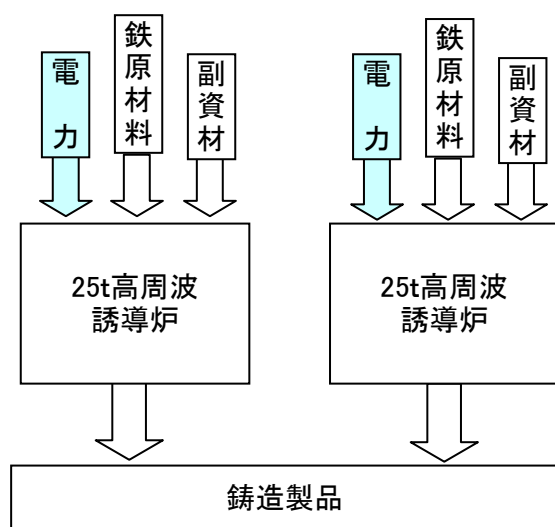 電力
鉄原材料
副資材
電力
鉄原材料
副資材
25t高周波
誘導炉
25t高周波
誘導炉
鋳造製品